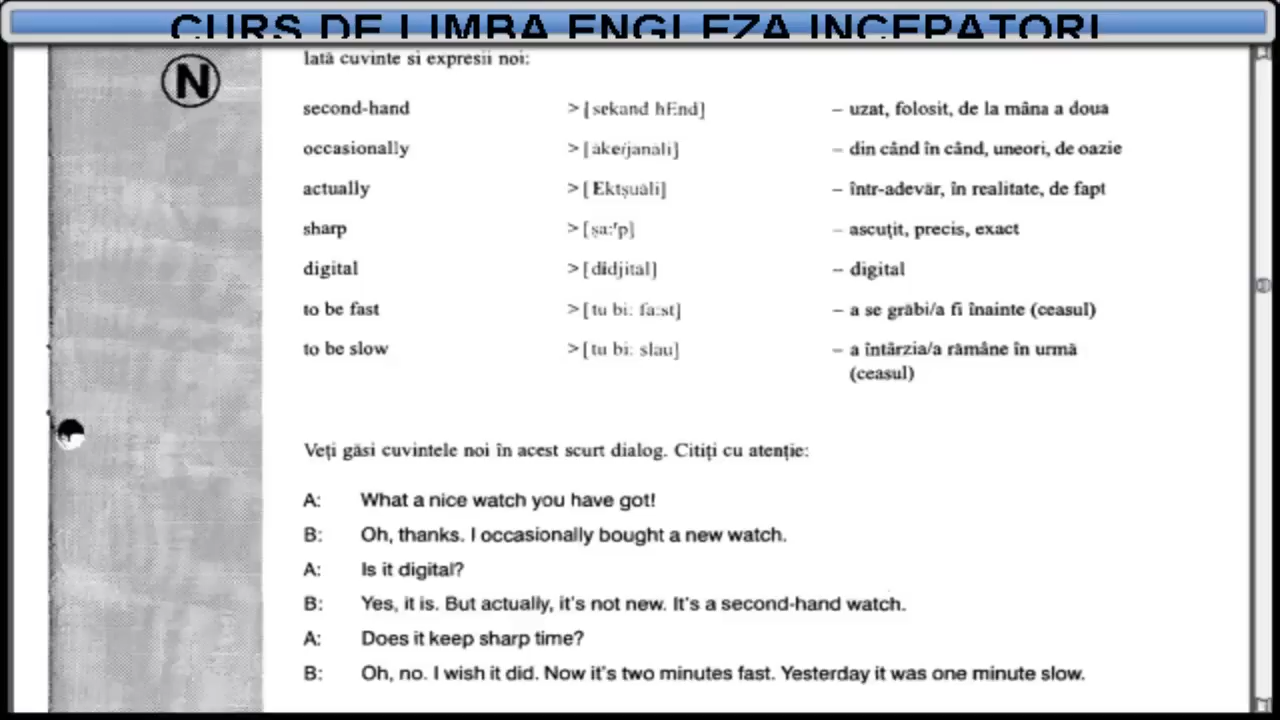 CURS DE LIMBA ENGLEZA INCEPATORI
N
Iată cuvinte si expresii noi:
second-hand > [sekand hEnd] – uzat, folosit, de la mâna a doua
occasionally > – din când în când, uneori, de oazie
actually > [Ektșuăli] – într-adevăr, în realitate, de fapt
sharp > [șa:ʳp] – ascuțit, precis, exact
digital > [didjităl] – digital
to be fast > [tu bi: fa:st] – a se grăbi/a fi înainte (ceasul)
to be slow > [tu bi: slau] – a întârzia/a rămâne în urmă
(ceasul)
Veți găsi cuvintele noi în acest scurt dialog. Citiți cu atenție:
A: What a nice watch you have got!
B: Oh, thanks. I occasionally bought a new watch.
A: Is it digital?
B: Yes, it is. But actually, it's not new. It's a second-hand watch.
A: Does it keep sharp time?
B: Oh, no. I wish it did. Now it's two minutes fast. Yesterday it was one minute slow.